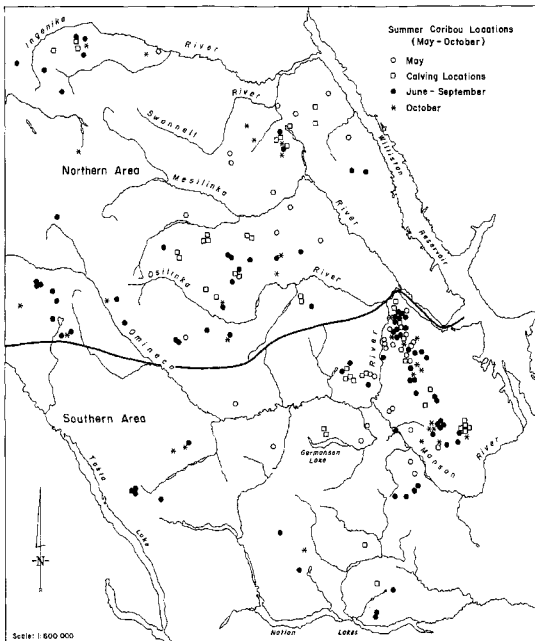 Summer Caribou Locations
(May - October)
May
Calving Locations
June - September
October
Ingenika
River
River
Swannell
Northern Area
Mesilinka
River
Williston
Reservoir
Osilinka
River
Omineca
River
Southern Area
Takla
Lake
Germansen
Lake
Manson
River
-N-
Nation Lakes
Scale: 1:600 000